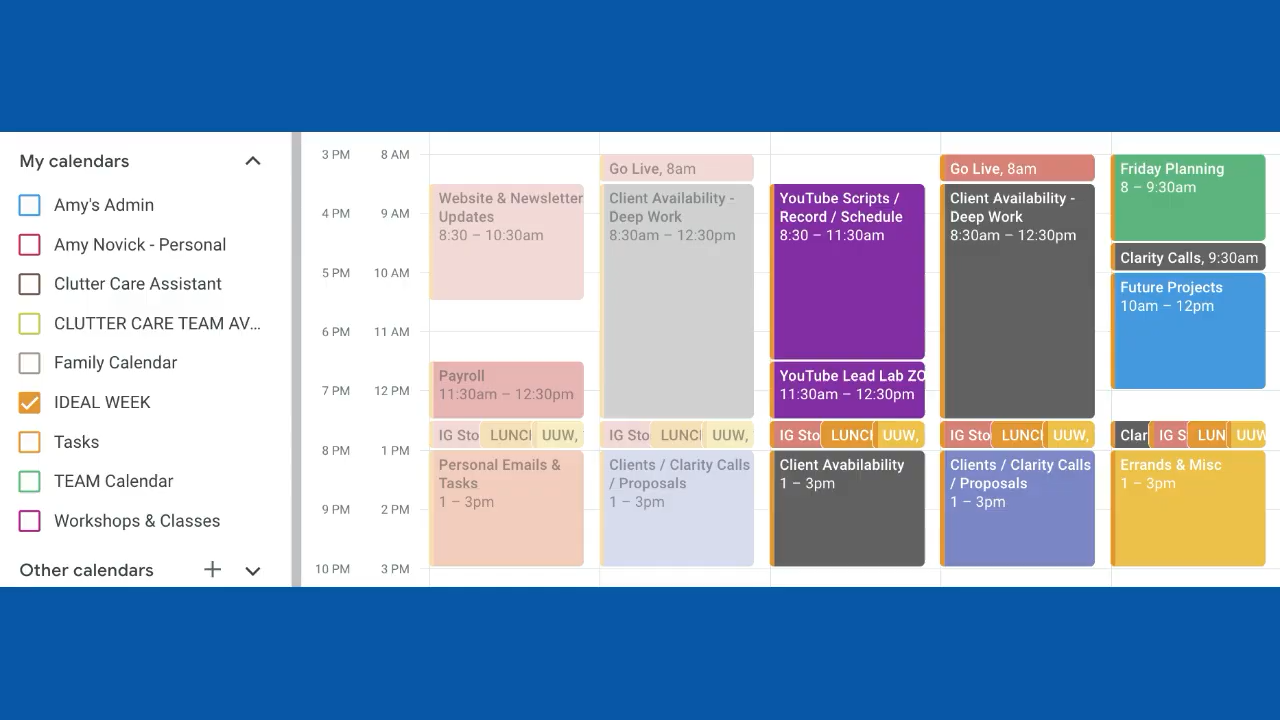 My calendars
Amy's Admin
Amy Novick - Personal
Clutter Care Assistant
CLUTTER CARE TEAM AV...
Family Calendar
IDEAL WEEK
Tasks
TEAM Calendar
Workshops & Classes
Other calendars
3 PM 8 AM
4 PM 9 AM
5 PM 10 AM
6 PM 11 AM
7 PM 12 PM
8 PM 1 PM
9 PM 2 PM
10 PM 3 PM
Website & Newsletter
Updates
8:30 – 10:30am
Payroll
11:30am – 12:30pm
IG Sto LUNCI UUW,
Personal Emails &
Tasks
1 – 3pm
Go Live, 8am
Client Availability -
Deep Work
8:30am – 12:30pm
IG Sto LUNCI UUW,
Clients / Clarity Calls
/ Proposals
1 – 3pm
YouTube Scripts /
Record / Schedule
8:30 – 11:30am
YouTube Lead Lab ZO
11:30am – 12:30pm
IG Sto LUNCI UUW,
Client Avabilability
1 – 3pm
Go Live, 8am
Client Availability -
Deep Work
8:30am – 12:30pm
IG Sto LUNCI UUW,
Clients / Clarity Calls
/ Proposals
1 – 3pm
Friday Planning
8 – 9:30am
Clarity Calls, 9:30am
Future Projects
10am – 12pm
Clar IG S LUN UUW
Errands & Misc
1 – 3pm